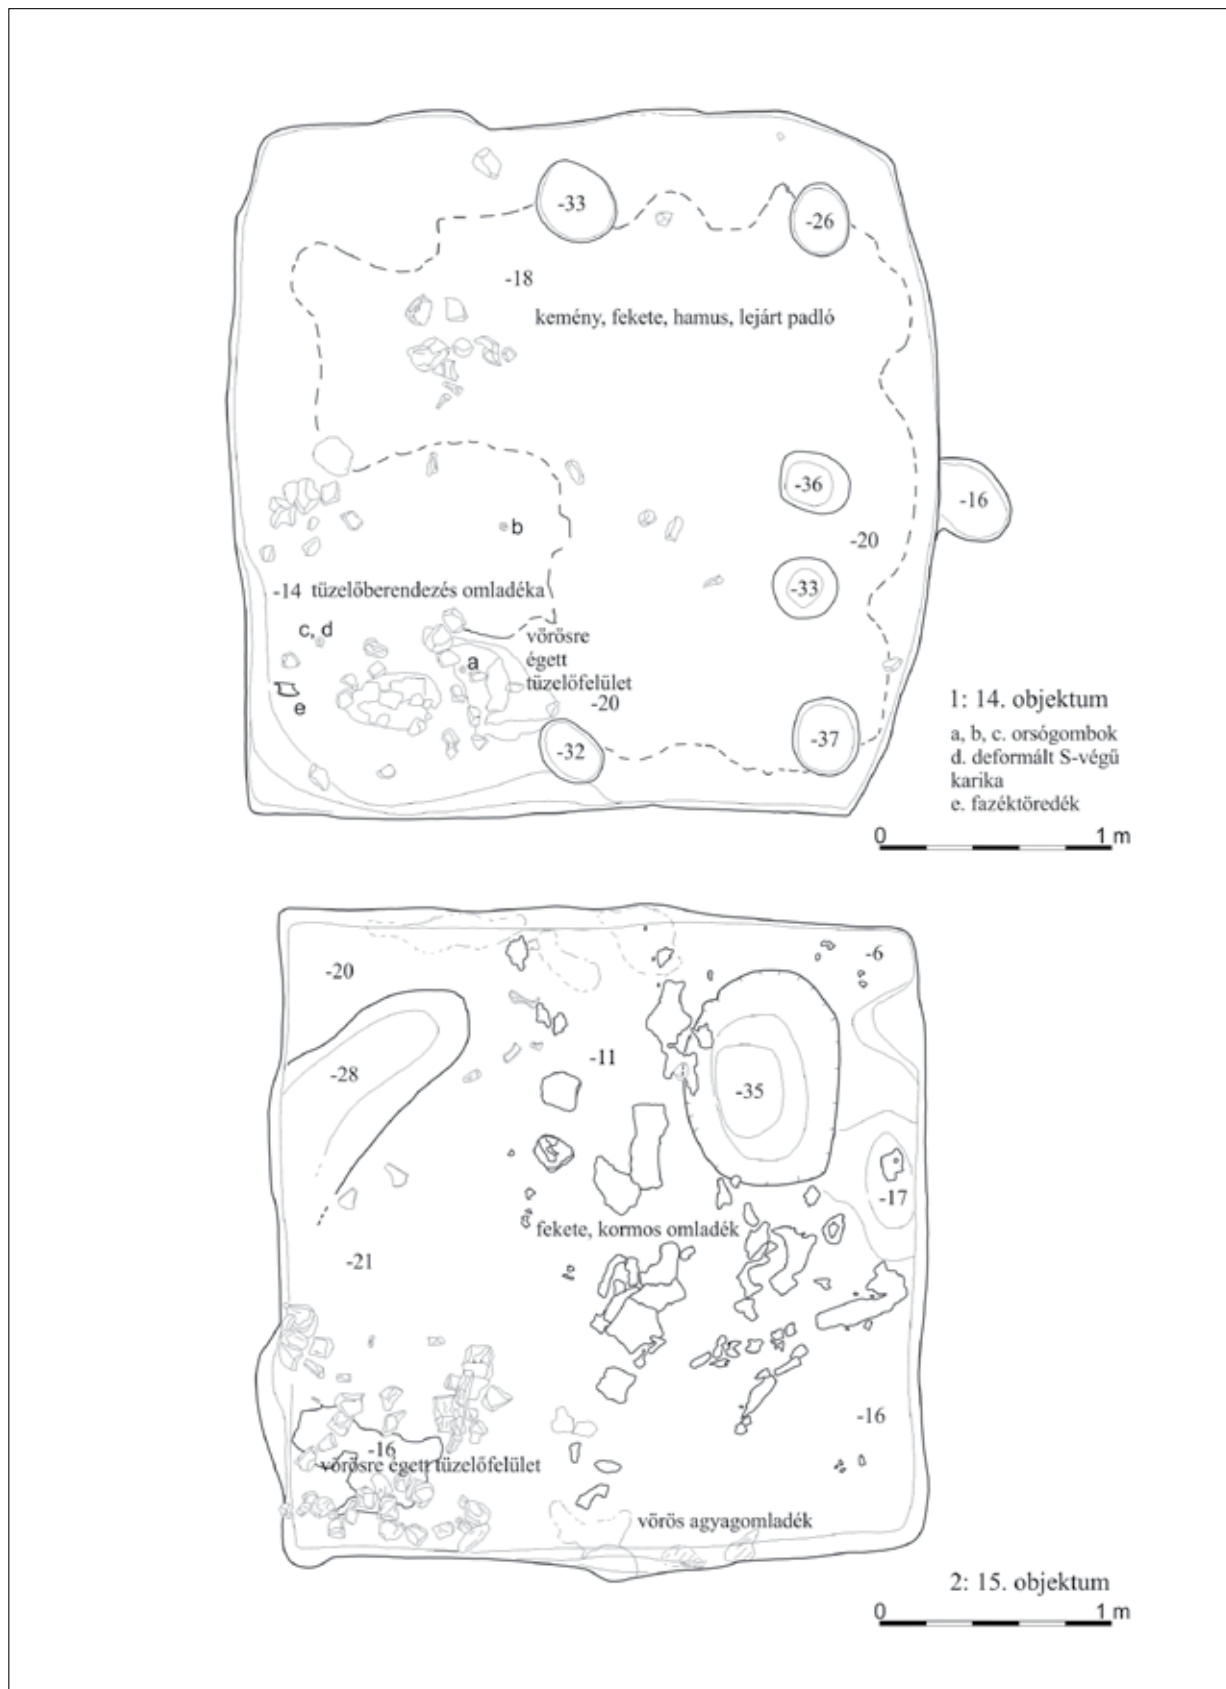 -33
-26
-18
kemény, fekete, hamus, lejárt padló
-36
-16
b
-20
-14 tüzelőberendezés omladéka
-33
c, d
vörösre
égett
tüzelőfelület
a
e
-20
-32
-37
1: 14. objektum
a, b, c. orsógombok
d. deformált S-végű
karika
e. fazéktöredék
0 1 m
-20
-6
-11
-28
-35
-17
fekete, kormos omladék
-21
-16
-16
vörösre égett tüzelőfelület
vörös agyagomladék
2: 15. objektum
0 1 m